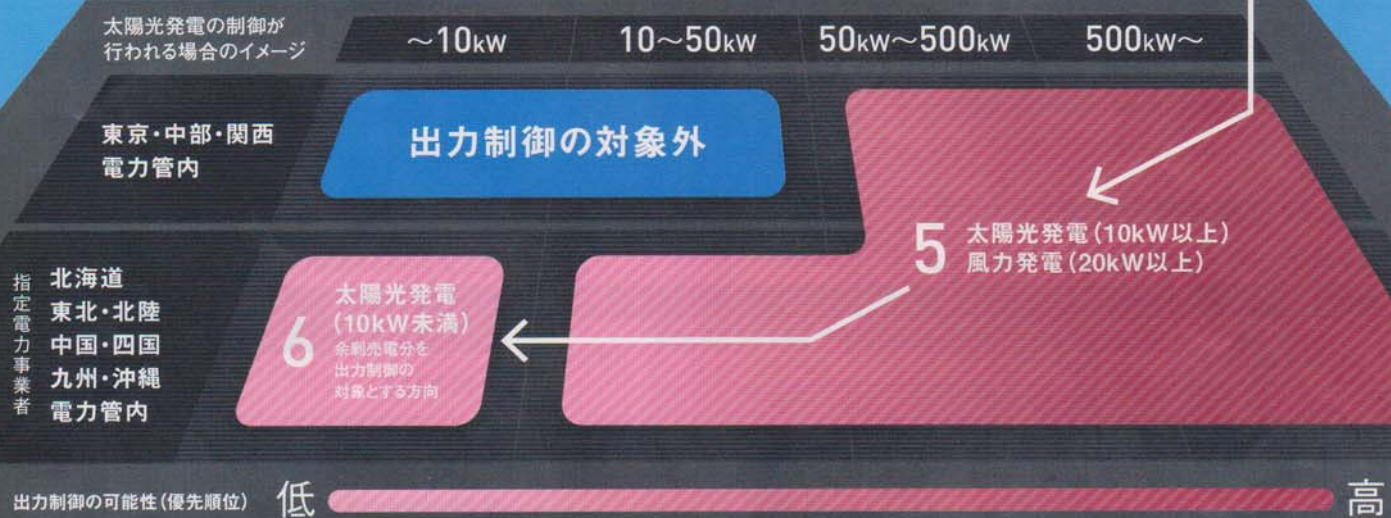 太陽光発電の制御が
行われる場合のイメージ
〜10kW
10〜50kW
50kW〜500kW
500kW〜
東京・中部・関西
電力管内
出力制御の対象外
5
太陽光発電(10kW以上)
風力発電(20kW以上)
指定電力事業者
北海道
東北・北陸
中国・四国
九州・沖縄
電力管内
6
太陽光発電
(10kW未満)
余剰売電分を
出力制御の
対象とする方向
出力制御の可能性(優先順位)
低
高